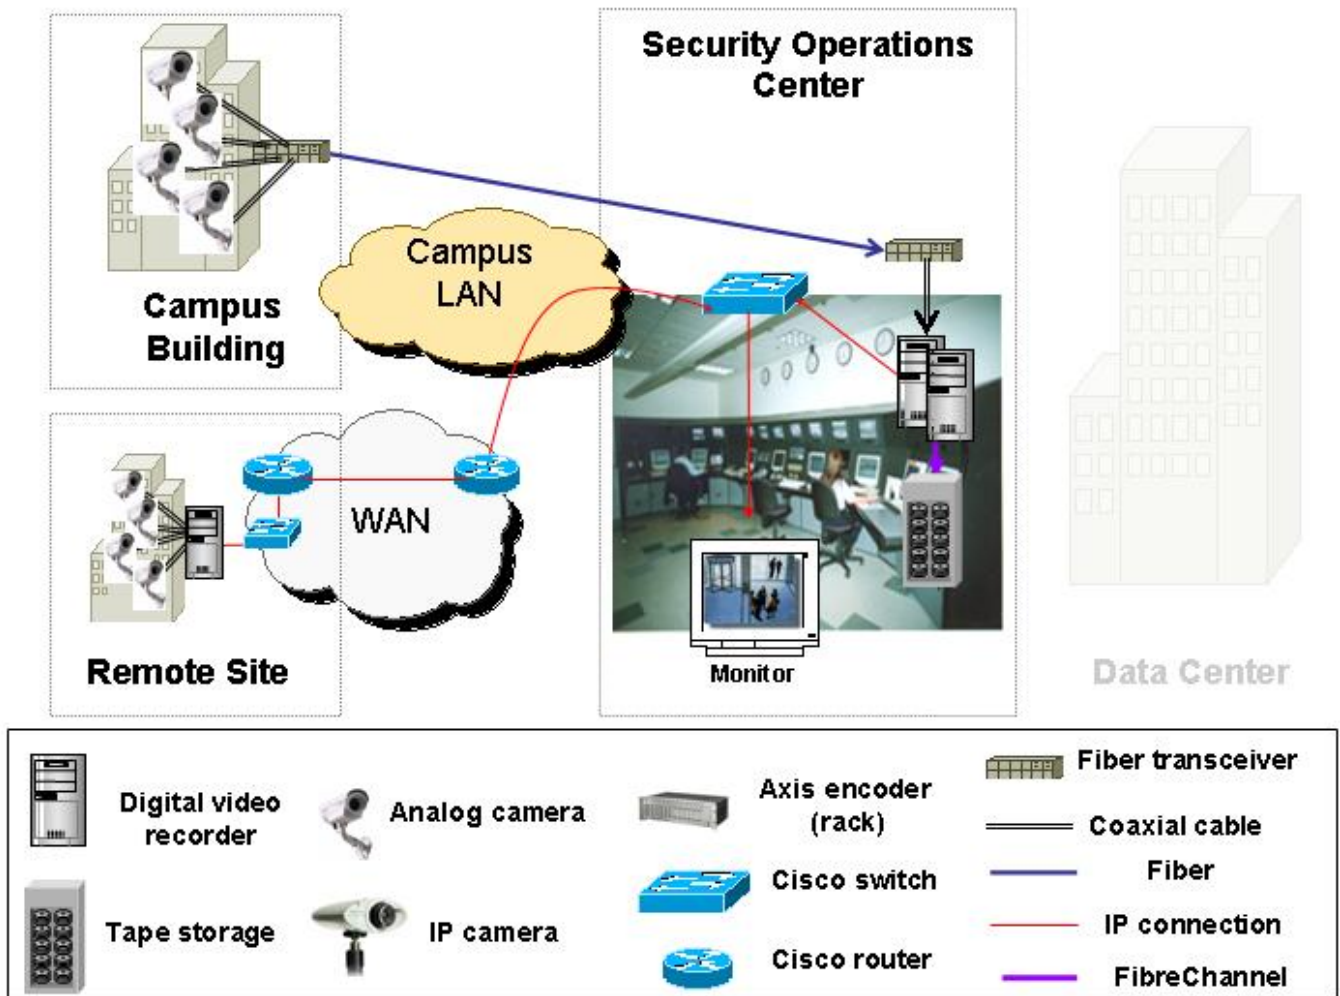 Security Operations
Center
Campus
LAN
Campus
Building
WAN
Remote Site
Monitor
Data Center
Digital video
recorder
Analog camera
Axis encoder
(rack)
Fiber transceiver
Coaxial cable
Cisco switch
Fiber
Tape storage
IP camera
Cisco router
IP connection
FibreChannel